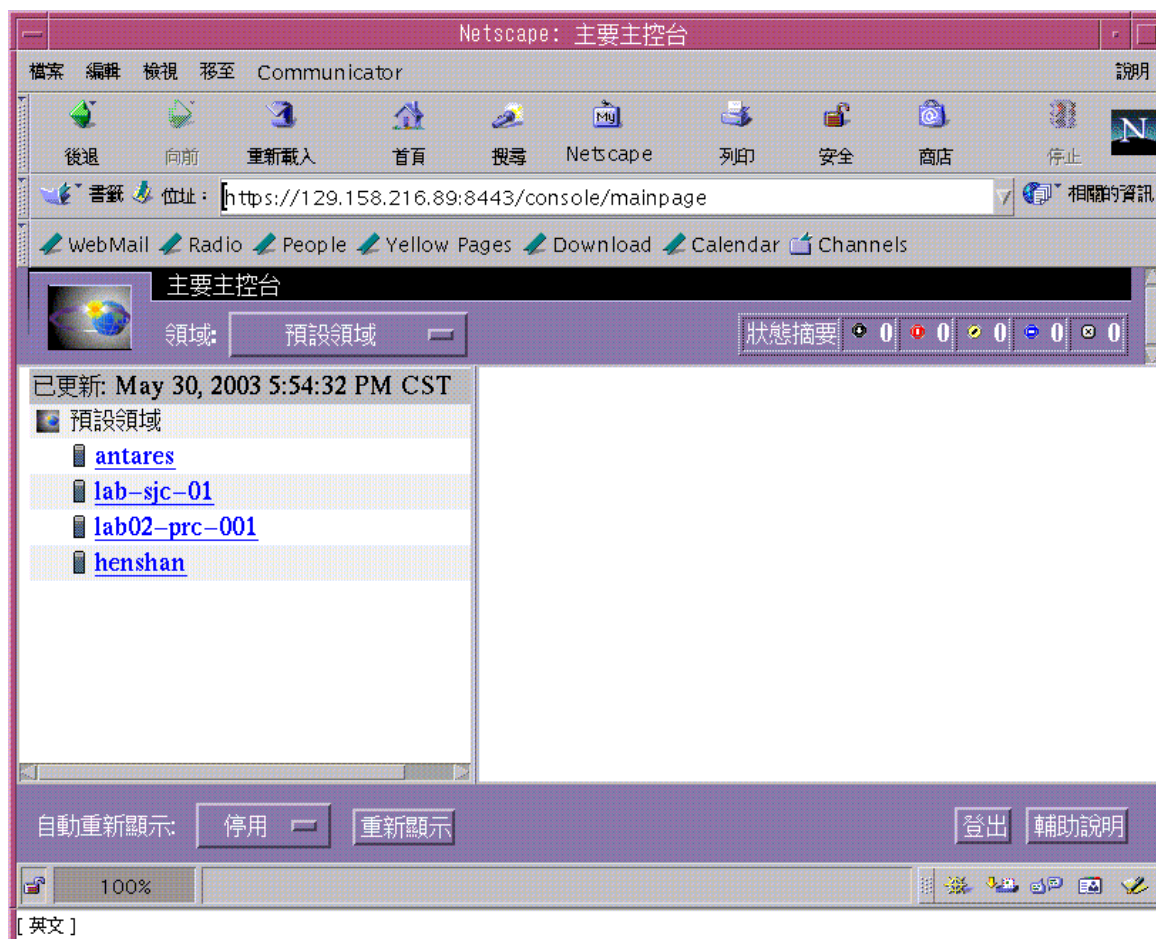 Netscape: 主要主控台
檔案 編輯 檢視 移至 Communicator 說明
後退 向前 重新載入 首頁 搜尋 Netscape 列印 安全 商店 停止
My
N
書籤 位址： https://129.158.216.89:8443/console/mainpage 相關的資訊
WebMail Radio People Yellow Pages Download Calendar Channels
主要主控台
領域: 預設領域 狀態摘要 0 0 0 0 0
已更新: May 30, 2003 5:54:32 PM CST
預設領域
antares
lab-sjc-01
lab02-prc-001
henshan
自動重新顯示: 停用 重新顯示 登出 輔助說明
100%
[ 英文 ]